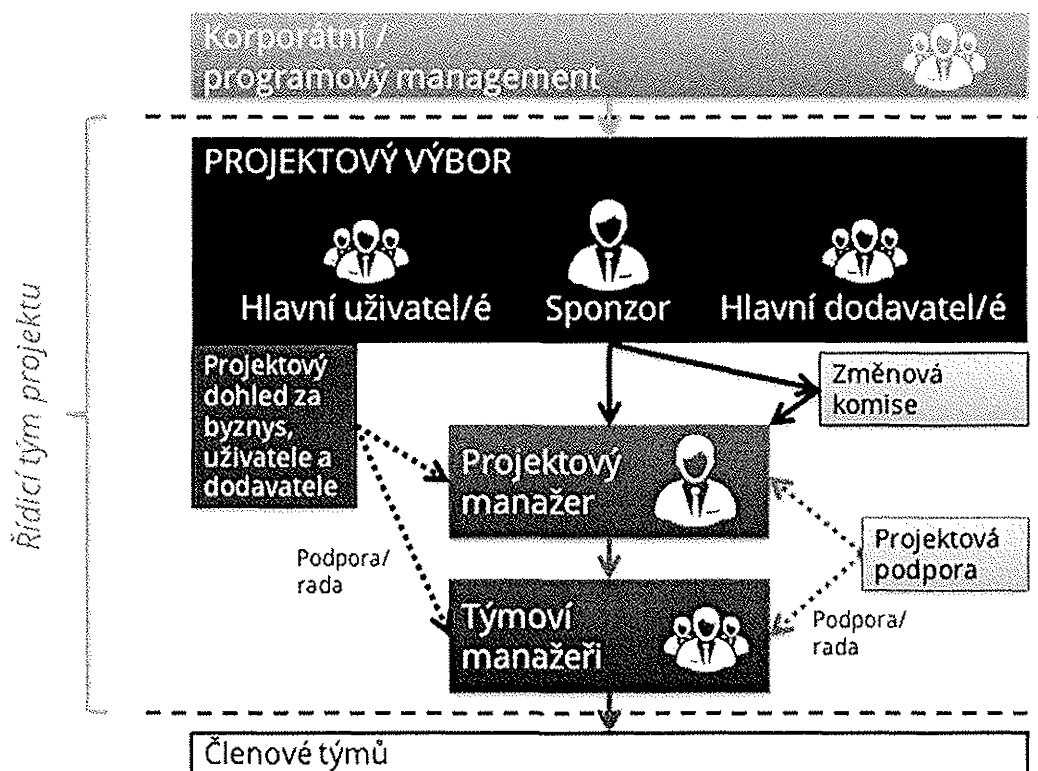 Korporátní /
programový management
PROJEKTOVÝ VÝBOR
Hlavní uživatel/é
Sponzor
Hlavní dodavatel/é
Řídicí tým projektu
Projektový
dohled za
byznys,
uživatele a
dodavatele
Změnová
komise
Projektový
manažer
Podpora/
rada
Projektová
podpora
Týmoví
manažeři
Podpora/
rada
Členové týmů